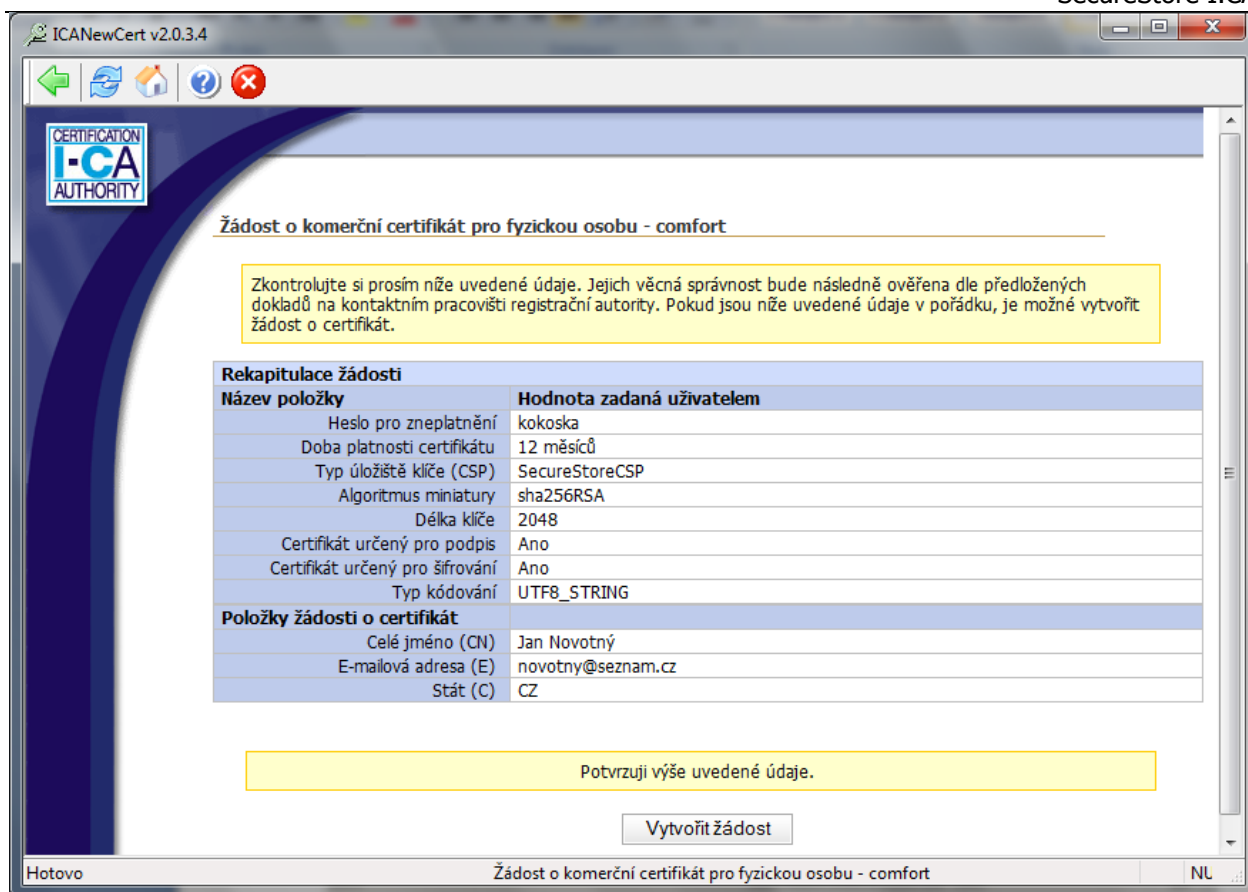 SecureStore I.CA
ICANewCert v2.0.3.4
CERTIFICATION
I-CA
AUTHORITY
Žádost o komerční certifikát pro fyzickou osobu - comfort
Zkontrolujte si prosím níže uvedené údaje. Jejich věcná správnost bude následně ověřena dle předložených
dokladů na kontaktním pracovišti registrační autority. Pokud jsou níže uvedené údaje v pořádku, je možné vytvořit
žádost o certifikát.
Rekapitulace žádosti
Název položky Hodnota zadaná uživatelem
Heslo pro zneplatnění kokoska
Doba platnosti certifikátu 12 měsíců
Typ úložiště klíče (CSP) SecureStoreCSP
Algoritmus miniatury sha256RSA
Délka klíče 2048
Certifikát určený pro podpis Ano
Certifikát určený pro šifrování Ano
Typ kódování UTF8_STRING
Položky žádosti o certifikát
Celé jméno (CN) Jan Novotný
E-mailová adresa (E) novotny@seznam.cz
Stát (C) CZ
Potvrzuji výše uvedené údaje.
Vytvořit žádost
Hotovo Žádost o komerční certifikát pro fyzickou osobu - comfort